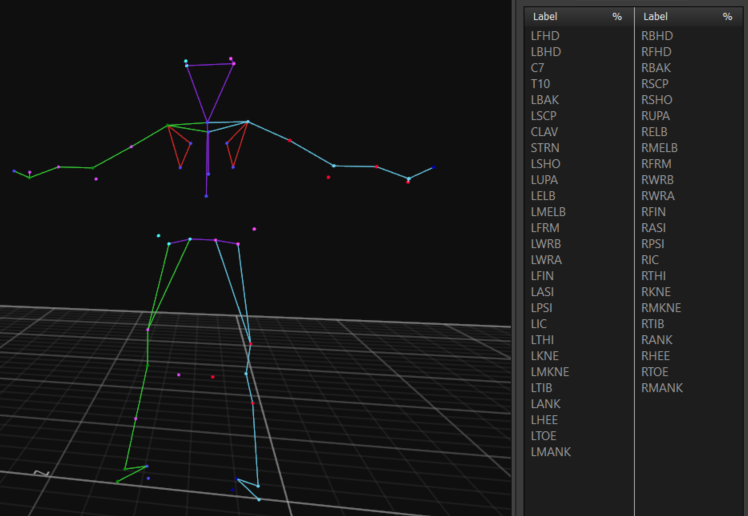 Label % Label %
LFHD RBHD
LBHD RFHD
C7 RBAK
T10 RSCP
LBAK RSHO
LSCP RUPA
CLAV RELB
STRN RMELB
LSHO RFRM
LUPA RWRB
LELB RWRA
LMELB RFIN
LFRM RASI
LWRB RPSI
LWRA RIC
LFIN RTHI
LASI RKNE
LPSI RMKNE
LIC RTIB
LTHI RANK
LKNE RHEE
LMKNE RTOE
LTIB RMANK
LANK
LHEE
LTOE
LMANK